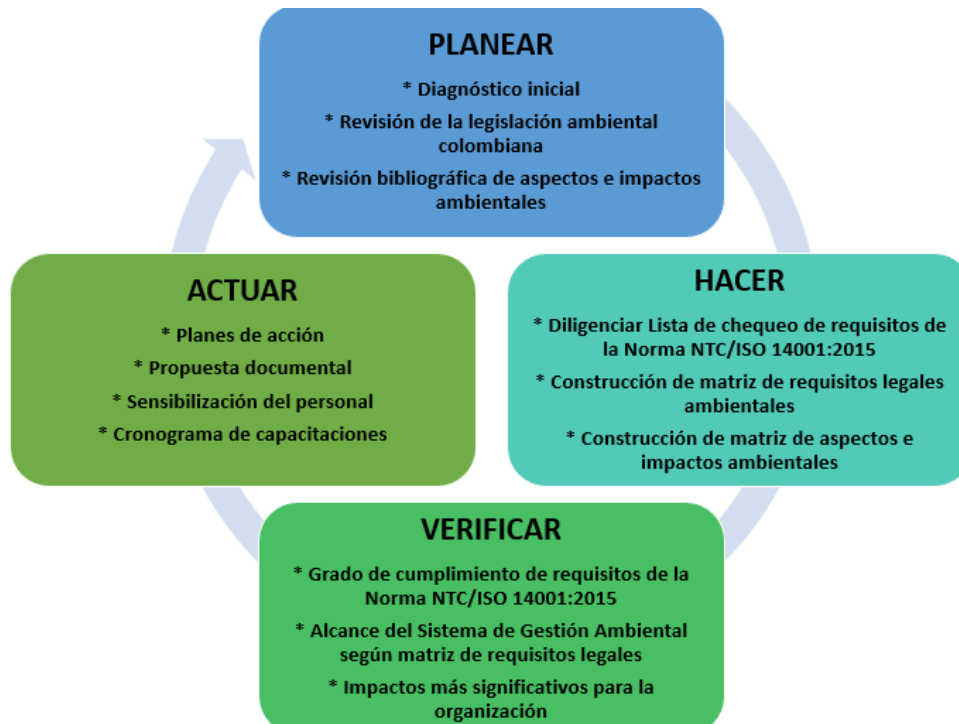 PLANEAR
* Diagnóstico inicial
* Revisión de la legislación ambiental
colombiana
* Revisión bibliográfica de aspectos e impactos
ambientales
HACER
* Diligenciar Lista de chequeo de requisitos de
la Norma NTC/ISO 14001:2015
* Construcción de matriz de requisitos legales
ambientales
* Construcción de matriz de aspectos e
impactos ambientales
VERIFICAR
* Grado de cumplimiento de requisitos de la
Norma NTC/ISO 14001:2015
* Alcance del Sistema de Gestión Ambiental
según matriz de requisitos legales
* Impactos más significativos para la
organización
ACTUAR
* Planes de acción
* Propuesta documental
* Sensibilización del personal
* Cronograma de capacitaciones